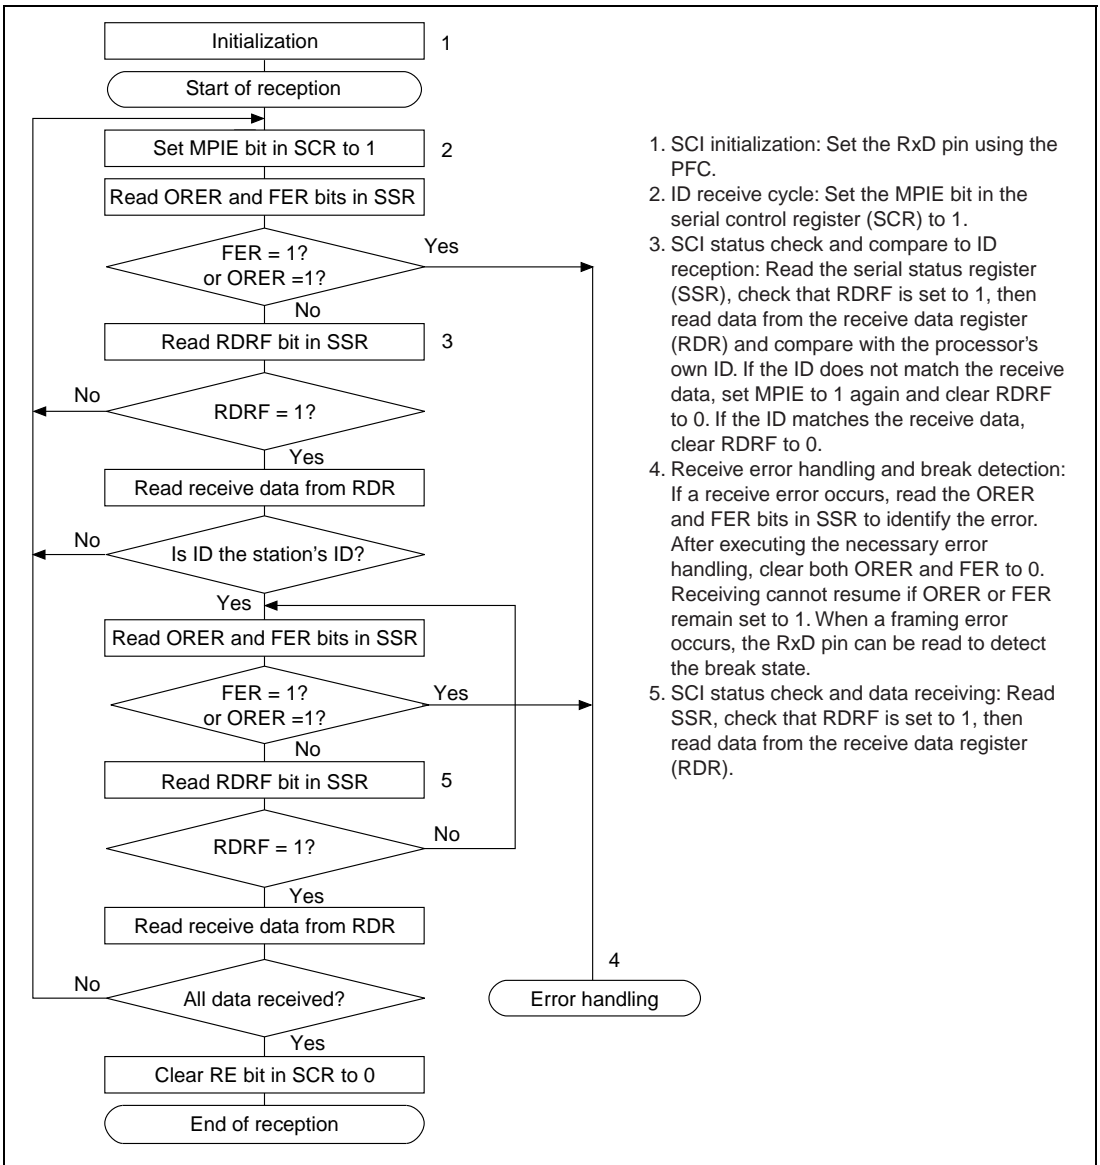 Initialization
1
Start of reception
Set MPIE bit in SCR to 1
2
Read ORER and FER bits in SSR
FER = 1?
or ORER =1?
Yes
No
Read RDRF bit in SSR
3
No
RDRF = 1?
Yes
Read receive data from RDR
No
Is ID the station's ID?
Yes
Read ORER and FER bits in SSR
FER = 1?
or ORER =1?
Yes
No
Read RDRF bit in SSR
5
RDRF = 1?
No
Yes
Read receive data from RDR
No
All data received?
4
Error handling
Yes
Clear RE bit in SCR to 0
End of reception
1. SCI initialization: Set the RxD pin using the
PFC.
2. ID receive cycle: Set the MPIE bit in the
serial control register (SCR) to 1.
3. SCI status check and compare to ID
reception: Read the serial status register
(SSR), check that RDRF is set to 1, then
read data from the receive data register
(RDR) and compare with the processor's
own ID. If the ID does not match the receive
data, set MPIE to 1 again and clear RDRF
to 0. If the ID matches the receive data,
clear RDRF to 0.
4. Receive error handling and break detection:
If a receive error occurs, read the ORER
and FER bits in SSR to identify the error.
After executing the necessary error
handling, clear both ORER and FER to 0.
Receiving cannot resume if ORER or FER
remain set to 1. When a framing error
occurs, the RxD pin can be read to detect
the break state.
5. SCI status check and data receiving: Read
SSR, check that RDRF is set to 1, then
read data from the receive data register
(RDR).